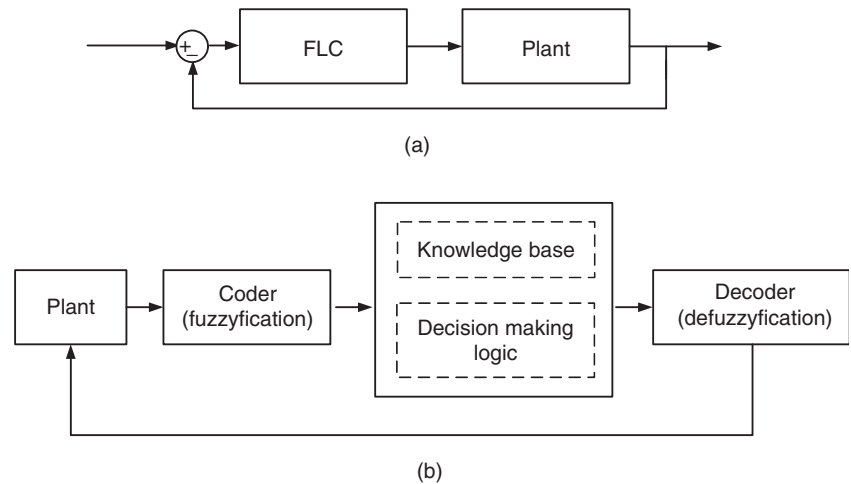 +
–
FLC
Plant
(a)
Plant
Coder
(fuzzyfication)
Knowledge base
Decision making
logic
Decoder
(defuzzyfication)
(b)